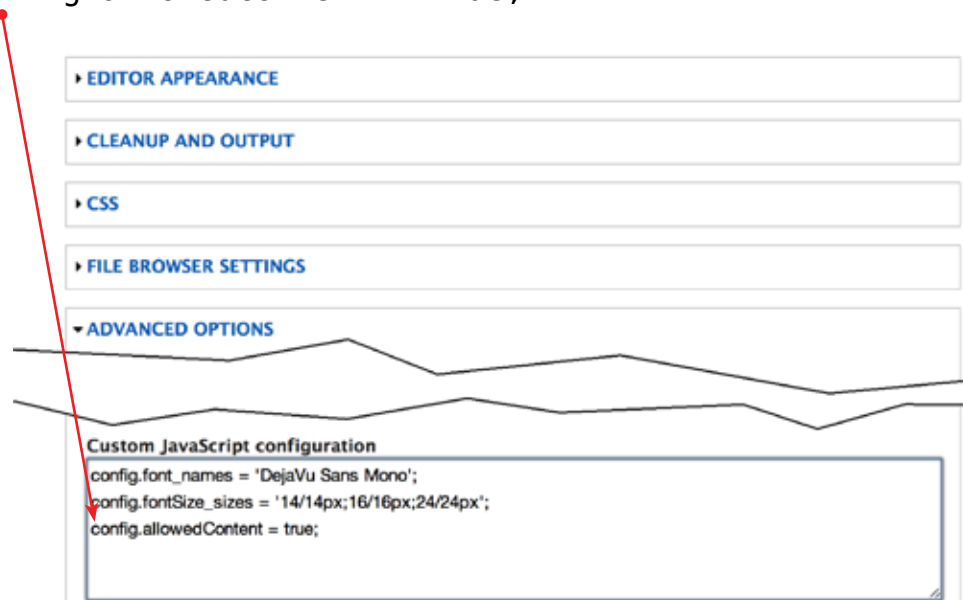 EDITOR APPEARANCE
CLEANUP AND OUTPUT
CSS
FILE BROWSER SETTINGS
ADVANCED OPTIONS
Custom JavaScript configuration
config.font_names = 'DejaVu Sans Mono';
config.fontSize_sizes = '14/14px;16/16px;24/24px';
config.allowedContent = true;